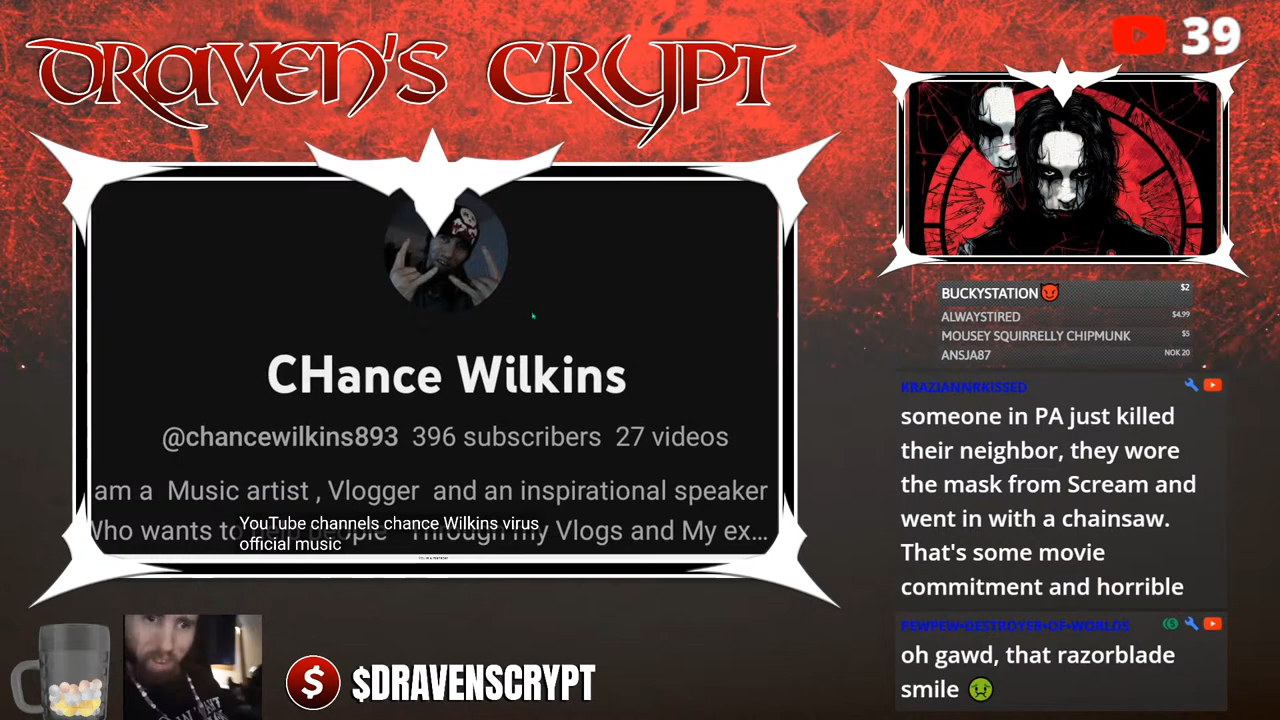 DRAVEN'S CRYPT
39
CHance Wilkins
@chancewilkins893 396 subscribers 27 videos
am a Music artist , Vlogger and an inspirational speaker
Who wants to help people Through my Vlogs and My ex...
YouTube channels chance Wilkins virus
official music
BUCKYSTATION😈 $2
ALWAYSTIRED $4.99
MOUSEY SQUIRRELLY CHIPMUNK $5
ANSJA87 NOK 20
KRAZIANNRKISSED
someone in PA just killed
their neighbor, they wore
the mask from Scream and
went in with a chainsaw.
That's some movie
commitment and horrible
PEWPEW-DESTROYER-OF-WORLDS
oh gawd, that razorblade
smile 🤢
$ $DRAVENSCRYPT